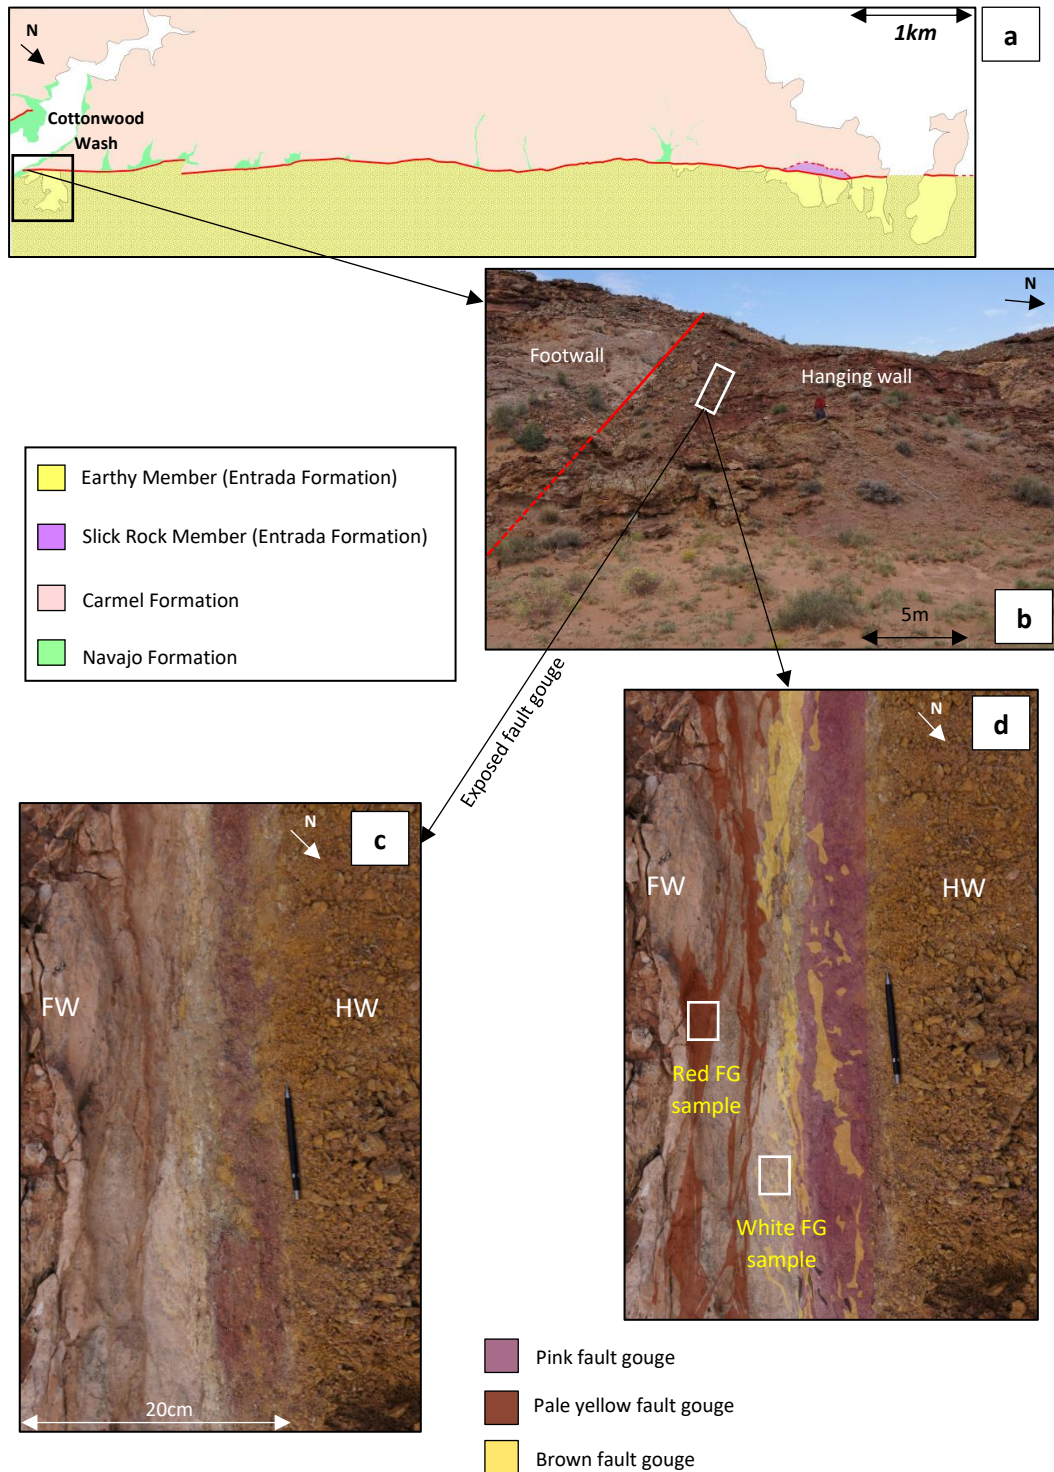 N
1km
a
Cottonwood
Wash
N
Footwall
Hanging wall
5m
b
Earthy Member (Entrada Formation)
Slick Rock Member (Entrada Formation)
Carmel Formation
Navajo Formation
Exposed fault gouge
N
c
FW
HW
20cm
N
d
FW
HW
Red FG
sample
White FG
sample
Pink fault gouge
Pale yellow fault gouge
Brown fault gouge